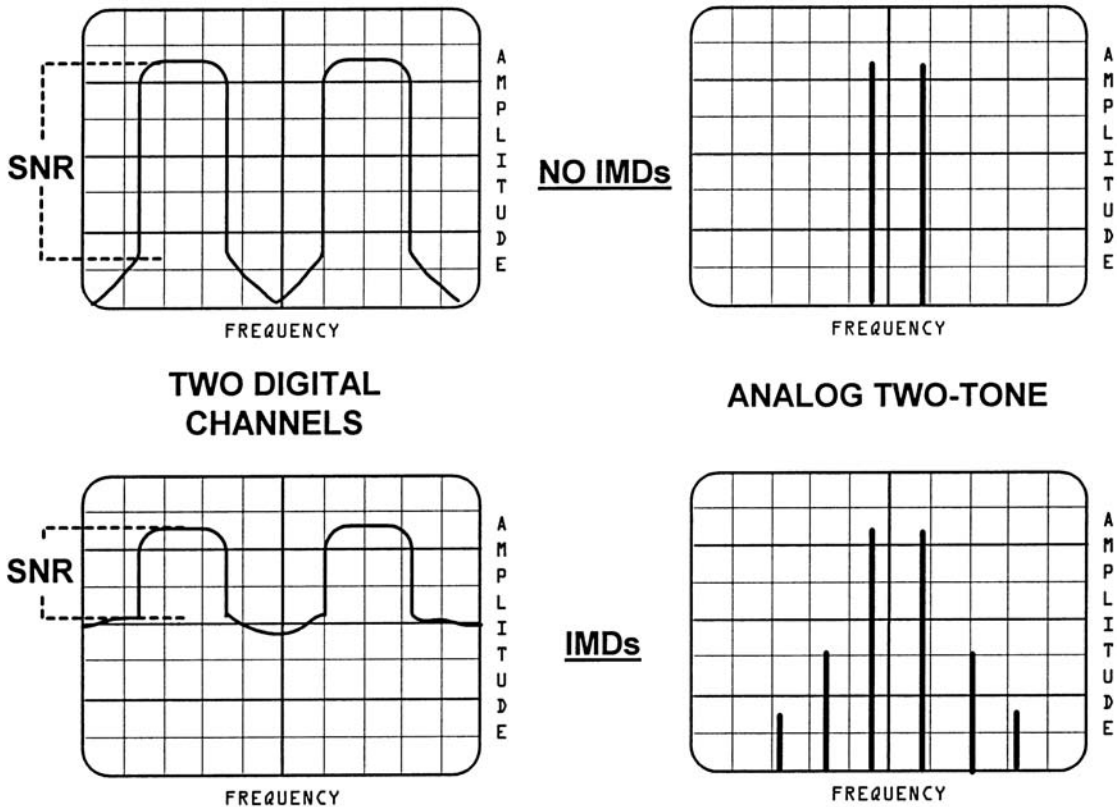 AMPLITUDE
AMPLITUDE
SNR
NO IMDs
FREQUENCY
FREQUENCY
TWO DIGITAL
CHANNELS
ANALOG TWO-TONE
AMPLITUDE
AMPLITUDE
SNR
IMDs
FREQUENCY
FREQUENCY